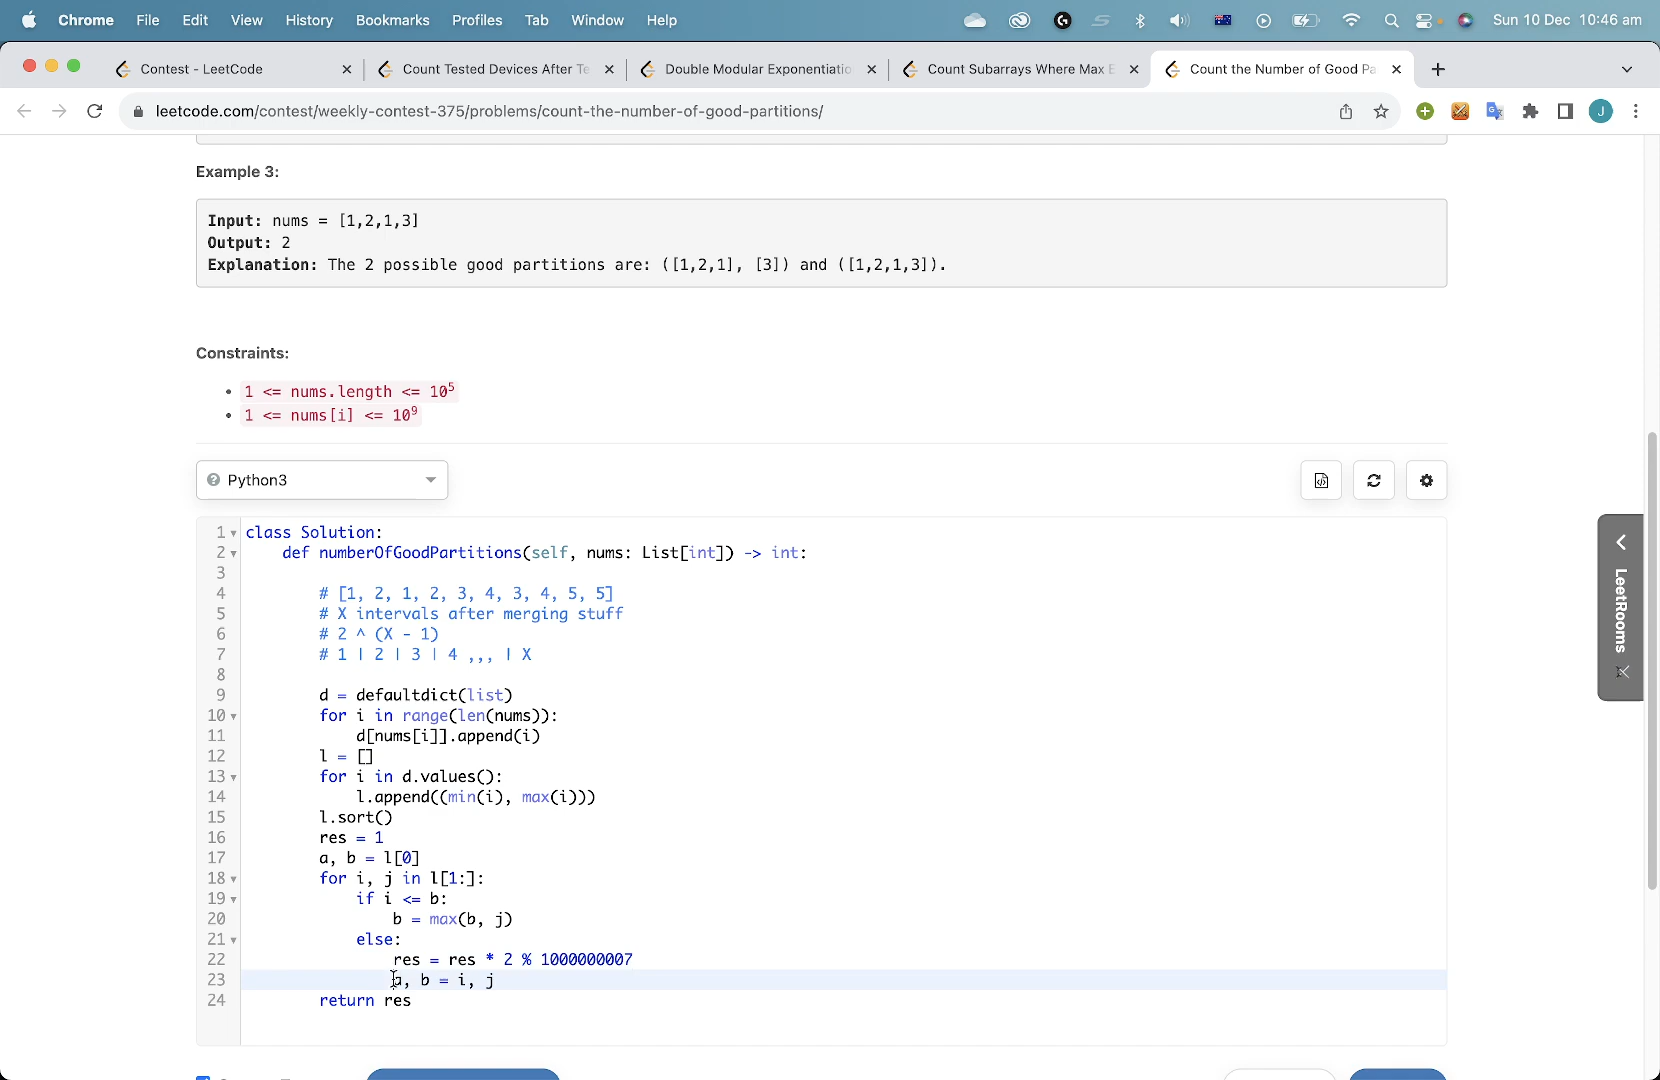 Chrome File Edit View History Bookmarks Profiles Tab Window Help Sun 10 Dec 10:46 am
Contest - LeetCode Count Tested Devices After Te Double Modular Exponentiatio Count Subarrays Where Max E Count the Number of Good Pa
leetcode.com/contest/weekly-contest-375/problems/count-the-number-of-good-partitions/ J
Example 3:
Input: nums = [1,2,1,3]
Output: 2
Explanation: The 2 possible good partitions are: ([1,2,1], [3]) and ([1,2,1,3]).
Constraints:
• 1 <= nums.length <= 10⁵
• 1 <= nums[i] <= 10⁹
Python3
LeetRooms
1 class Solution:
2 def numberOfGoodPartitions(self, nums: List[int]) -> int:
3
4 # [1, 2, 1, 2, 3, 4, 3, 4, 5, 5]
5 # X intervals after merging stuff
6 # 2 ^ (X - 1)
7 # 1 | 2 | 3 | 4 ,,, | X
8
9 d = defaultdict(list)
10 for i in range(len(nums)):
11 d[nums[i]].append(i)
12 l = []
13 for i in d.values():
14 l.append((min(i), max(i)))
15 l.sort()
16 res = 1
17 a, b = l[0]
18 for i, j in l[1:]:
19 if i <= b:
20 b = max(b, j)
21 else:
22 res = res * 2 % 1000000007
23 a, b = i, j
24 return res